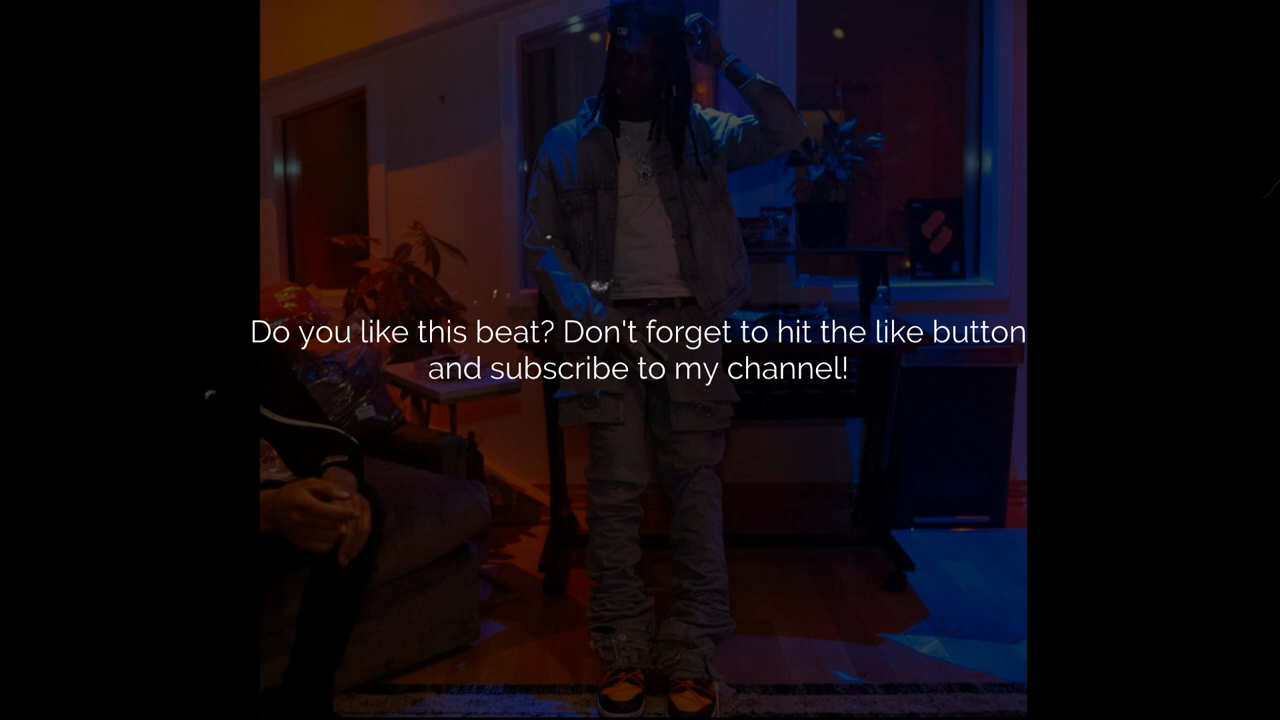 Do you like this beat? Don't forget to hit the like button
and subscribe to my channel!